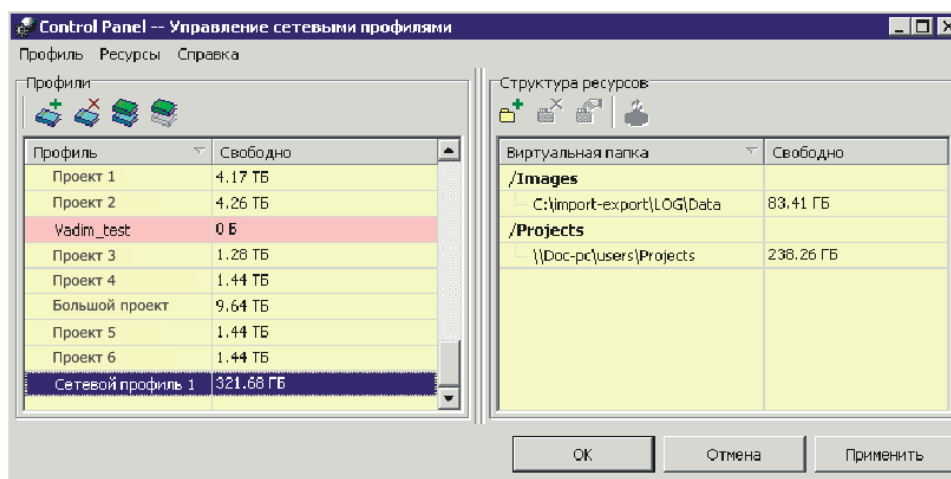 Control Panel -- Управление сетевыми профилями
Профиль Ресурсы Справка
Профили
Профиль Свободно
Проект 1 4.17 ТБ
Проект 2 4.26 ТБ
Vadim_test 0 Б
Проект 3 1.28 ТБ
Проект 4 1.44 ТБ
Большой проект 9.64 ТБ
Проект 5 1.44 ТБ
Проект 6 1.44 ТБ
Сетевой профиль 1 321.68 ГБ
Структура ресурсов
Виртуальная папка Свободно
/Images
C:\import-export\LOG\Data 83.41 ГБ
/Projects
\\Doc-pc\users\Projects 238.26 ГБ
OK Отмена Применить